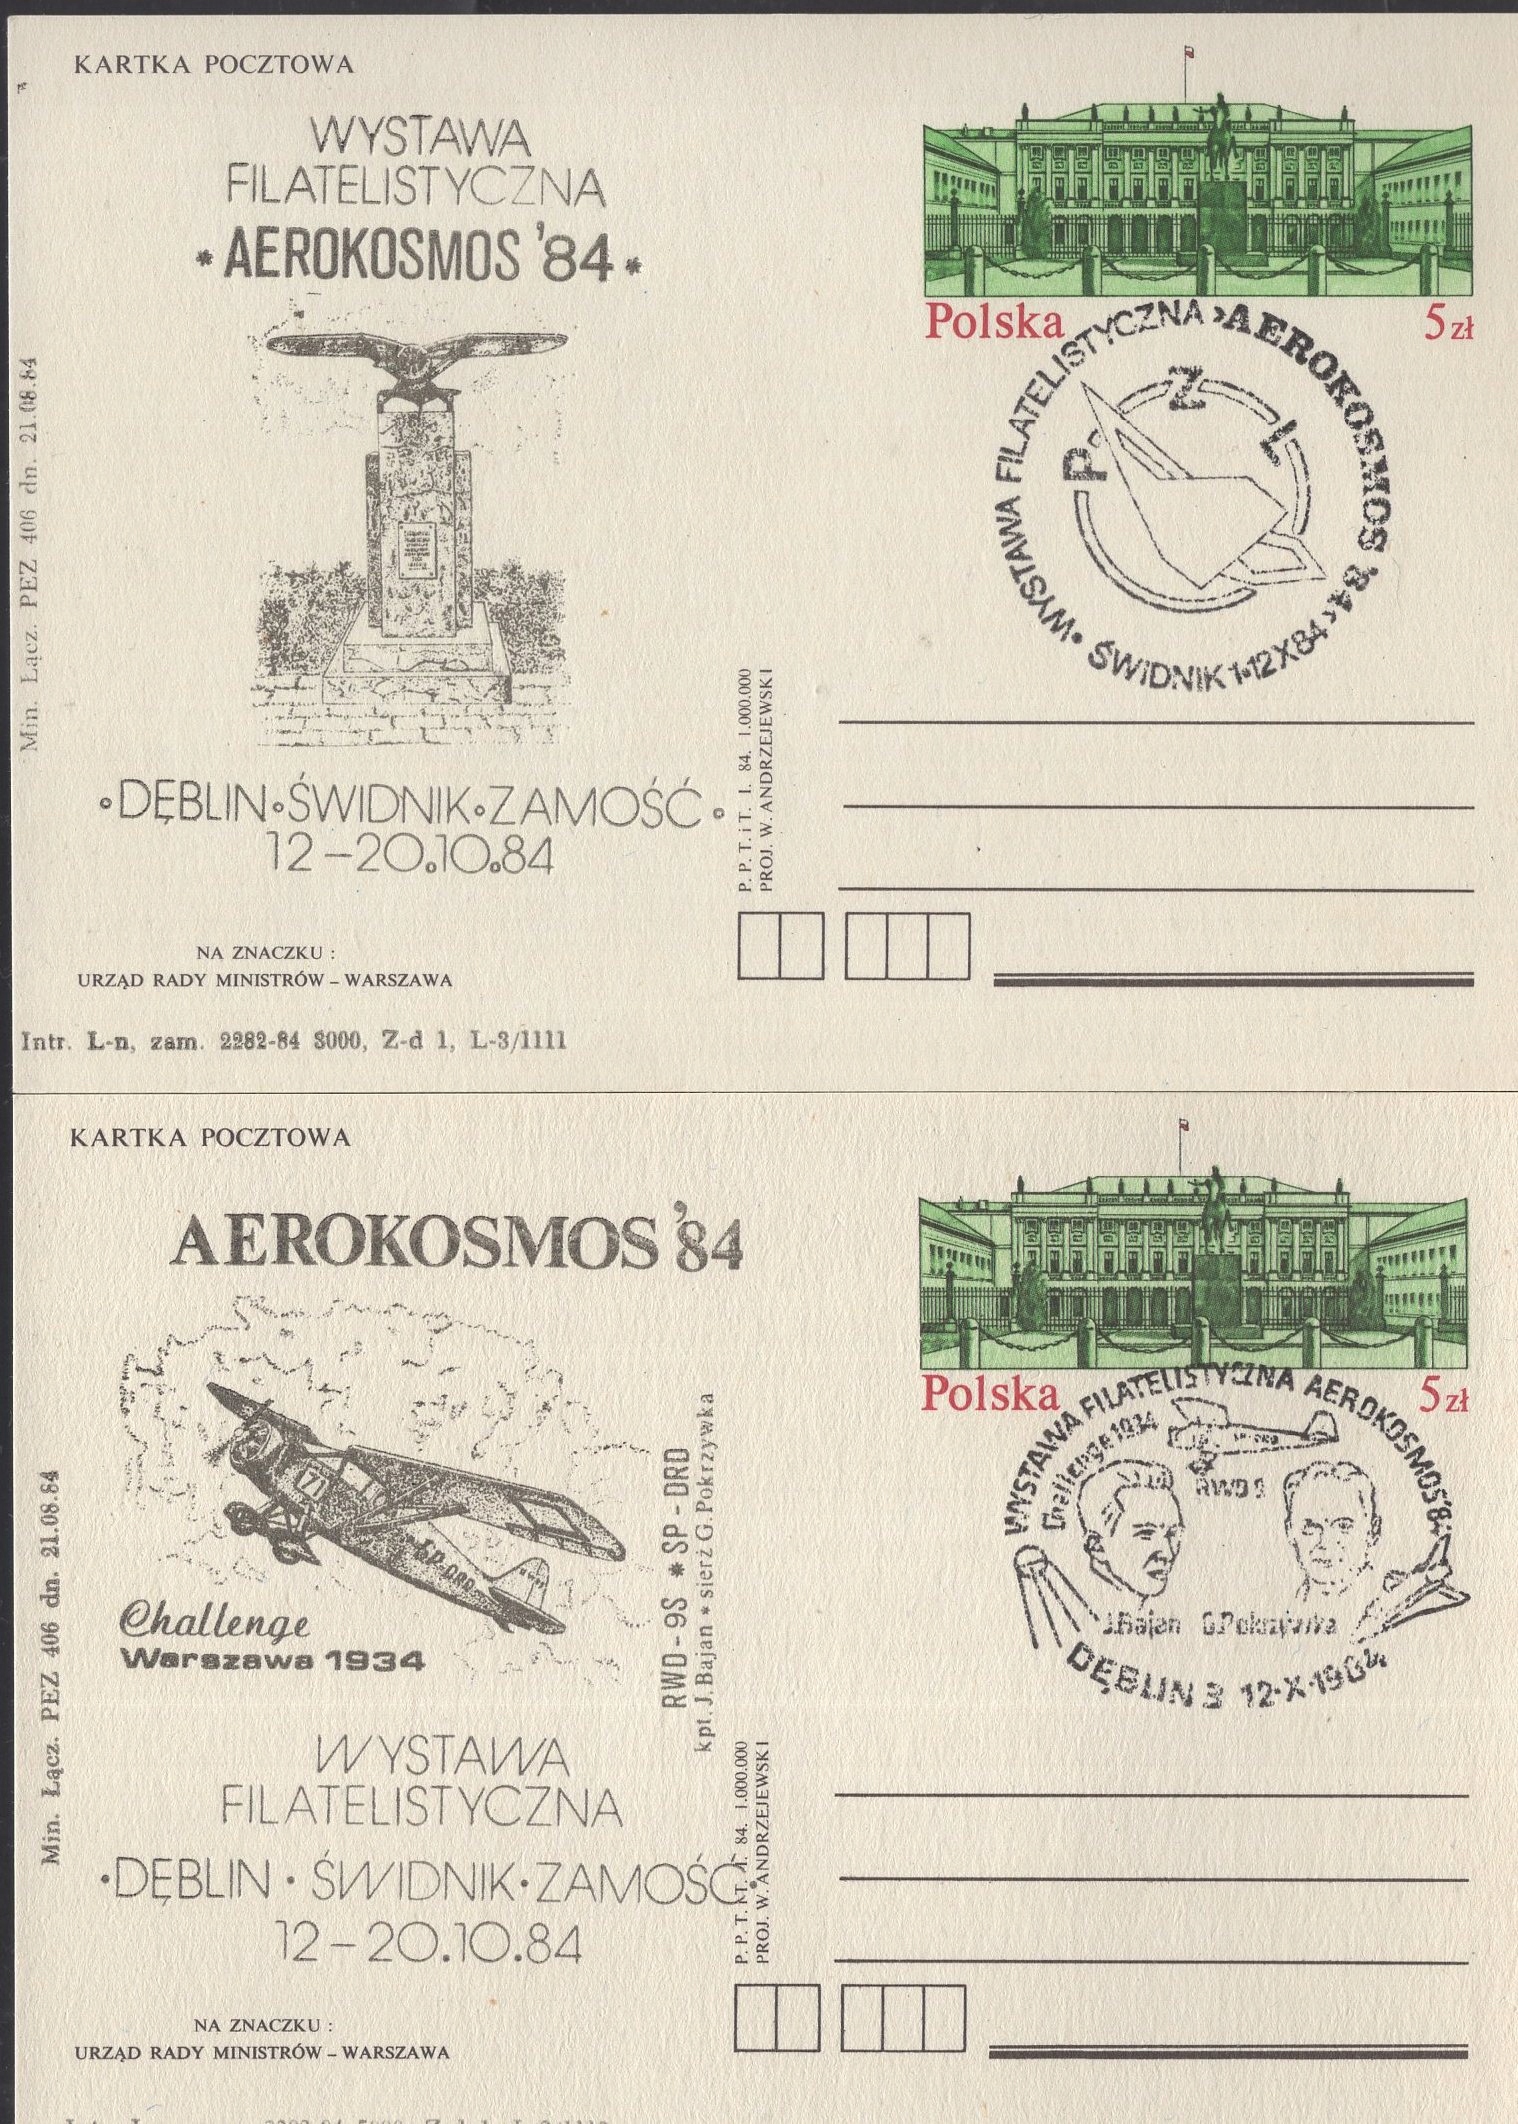 KARTKA POCZTOWA
WYSTAWA
FILATELISTYCZNA
* AEROKOSMOS '84 *
DĘBLIN ŚWIDNIK ZAMOŚĆ
12-20.10.84
NA ZNACZKU :
URZĄD RADY MINISTRÓW – WARSZAWA
Intr. L-n, zam. 2282-84 3000, Z-d 1, L-3/1111
Min. Łącz. PEZ 406 dn. 21.08.84
P. P. T. i T. I. 84. 1.000.000
PROJ. W. ANDRZEJEWSKI
Polska 5 zł
WYSTAWA FILATELISTYCZNA >AEROKOSMOS '84>
P Z L
ŚWIDNIK 1 • 12 X 84
KARTKA POCZTOWA
AEROKOSMOS '84
71
SP-DRD
Challenge
Warszawa 1934
RWD - 9S * SP - DRD
kpt. J. Bajan * sierż G. Pokrzywka
WYSTAWA
FILATELISTYCZNA
• DĘBLIN • ŚWIDNIK • ZAMOŚĆ •
12-20.10.84
NA ZNACZKU :
URZĄD RADY MINISTRÓW – WARSZAWA
Min. Łącz. PEZ 406 dn. 21.08.84
P. P. T. i T. I. 84. 1.000.000
PROJ. W. ANDRZEJEWSKI
Polska 5 zł
WYSTAWA FILATELISTYCZNA AEROKOSMOS '84
Challenge 1934
RWD 9
J.Bajan G.Pokrzywka
DĘBLIN 3 12•X•1984